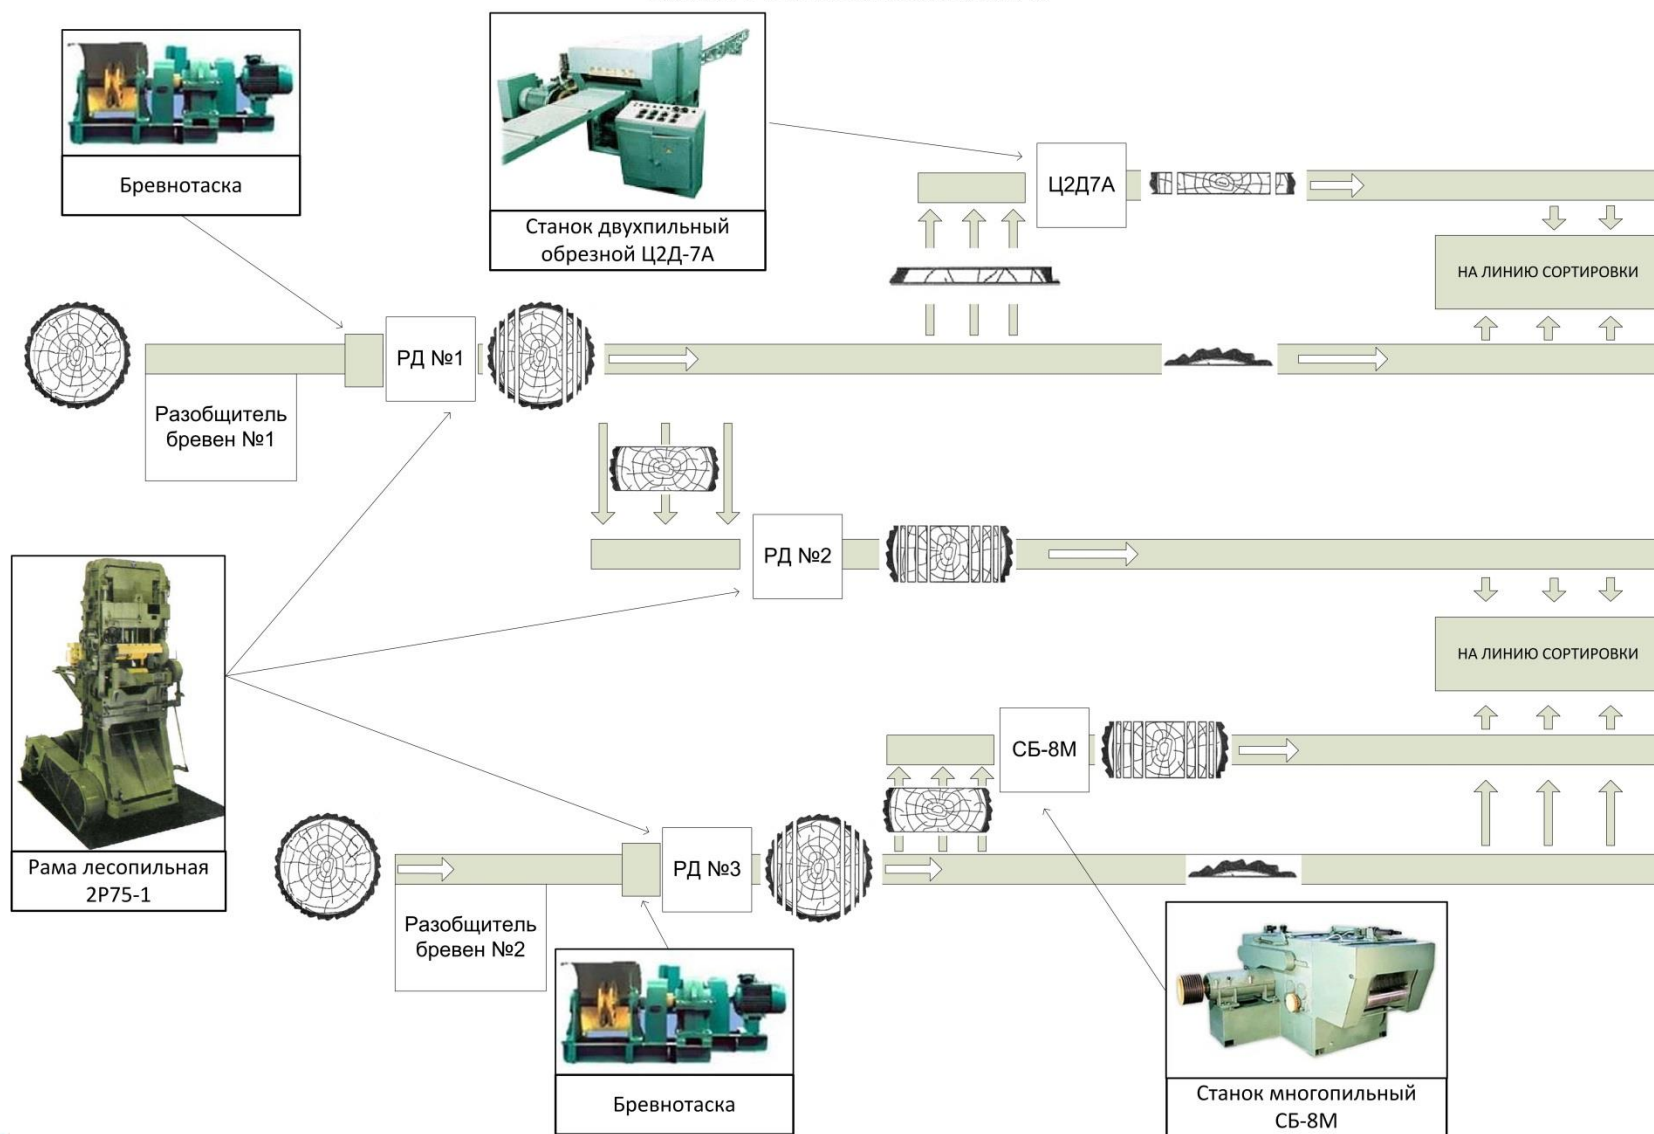 Бревнотаска
Станок двухпильный
обрезной Ц2Д-7А
Ц2Д7А
НА ЛИНИЮ СОРТИРОВКИ
РД №1
Разобщитель
бревен №1
РД №2
НА ЛИНИЮ СОРТИРОВКИ
СБ-8М
Рама лесопильная
2Р75-1
РД №3
Разобщитель
бревен №2
Бревнотаска
Станок многопильный
СБ-8М